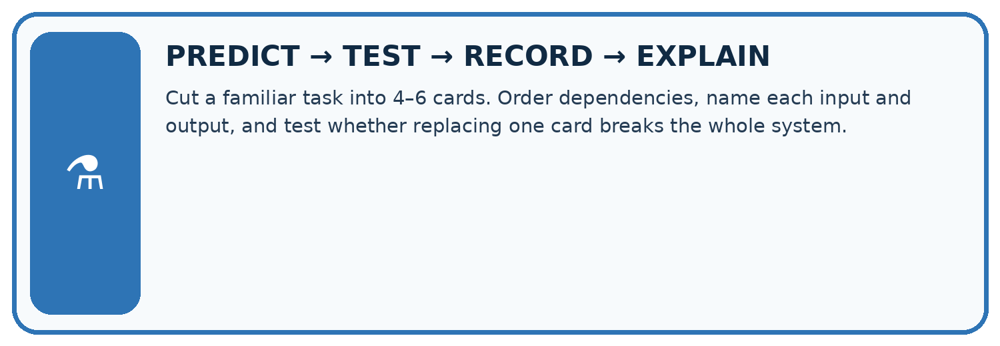 PREDICT → TEST → RECORD → EXPLAIN
Cut a familiar task into 4–6 cards. Order dependencies, name each input and
output, and test whether replacing one card breaks the whole system.